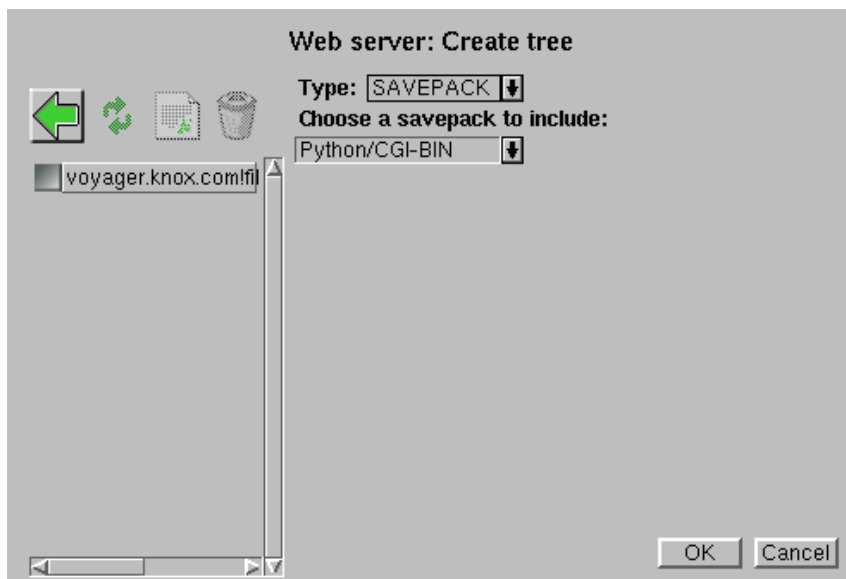 Web server: Create tree
Type: SAVEPACK
Choose a savepack to include:
Python/CGI-BIN
voyager.knox.com!fil
OK Cancel